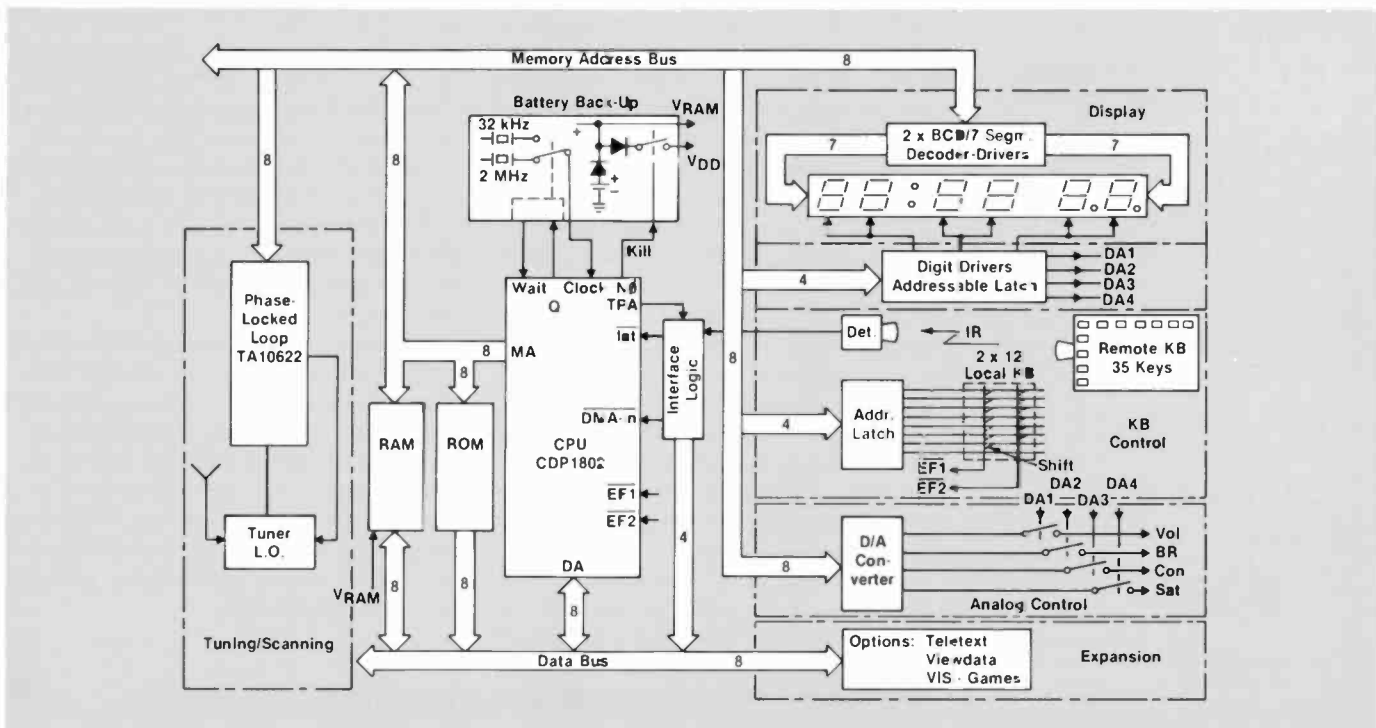 Memory Address Bus
8
Battery Back-Up
VRAM
VDD
32 kHz
2 MHz
+
+
-
Kill
8
8
8
Display
2 x BCD/7 Segm.
Decoder-Drivers
7
7
Digit Drivers
Addressable Latch
4
DA1
DA2
DA3
DA4
Phase-
Locked
Loop
TA10622
Tuner
L.O.
Tuning/Scanning
Wait
Clock
N0
Q
TPA
Int
MA
8
8
DMA-In
CPU
CDP1802
EF1
EF2
DA
Interface
Logic
RAM
ROM
VRAM
8
8
8
4
Det.
IR
Remote KB
35 Keys
2 x 12
Local KB
Addr.
Latch
4
KB
Control
EF1
EF2
Shift
DA1
DA2
DA3
DA4
D/A
Con-
verter
8
Vol
BR
Con
Sat
Analog Control
Data Bus
8
Options: Teletext
Viewdata
VIS - Games
Expansion